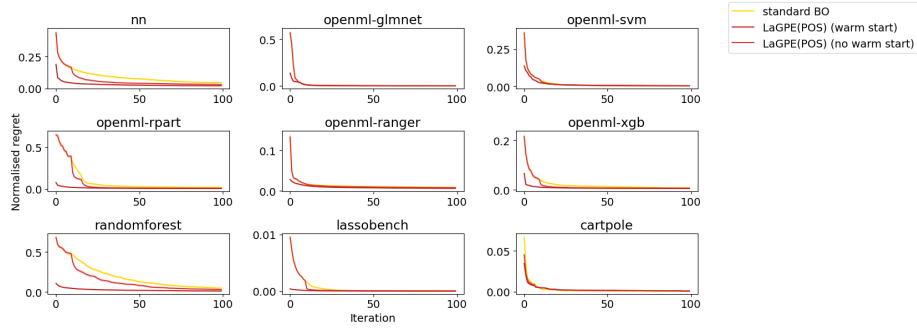 nn
openml-glmnet
openml-svm
standard BO
LaGPE(POS) (warm start)
LaGPE(POS) (no warm start)
0.25
0.00
0 50 100
0.5
0.0
0 50 100
0.25
0.00
0 50 100
Normalised regret
openml-rpart
openml-ranger
openml-xgb
0.5
0.0
0 50 100
0.1
0.0
0 50 100
0.2
0.0
0 50 100
randomforest
lassobench
cartpole
0.5
0.0
0 50 100
0.01
0.00
0 50 100
0.05
0.00
0 50 100
Iteration